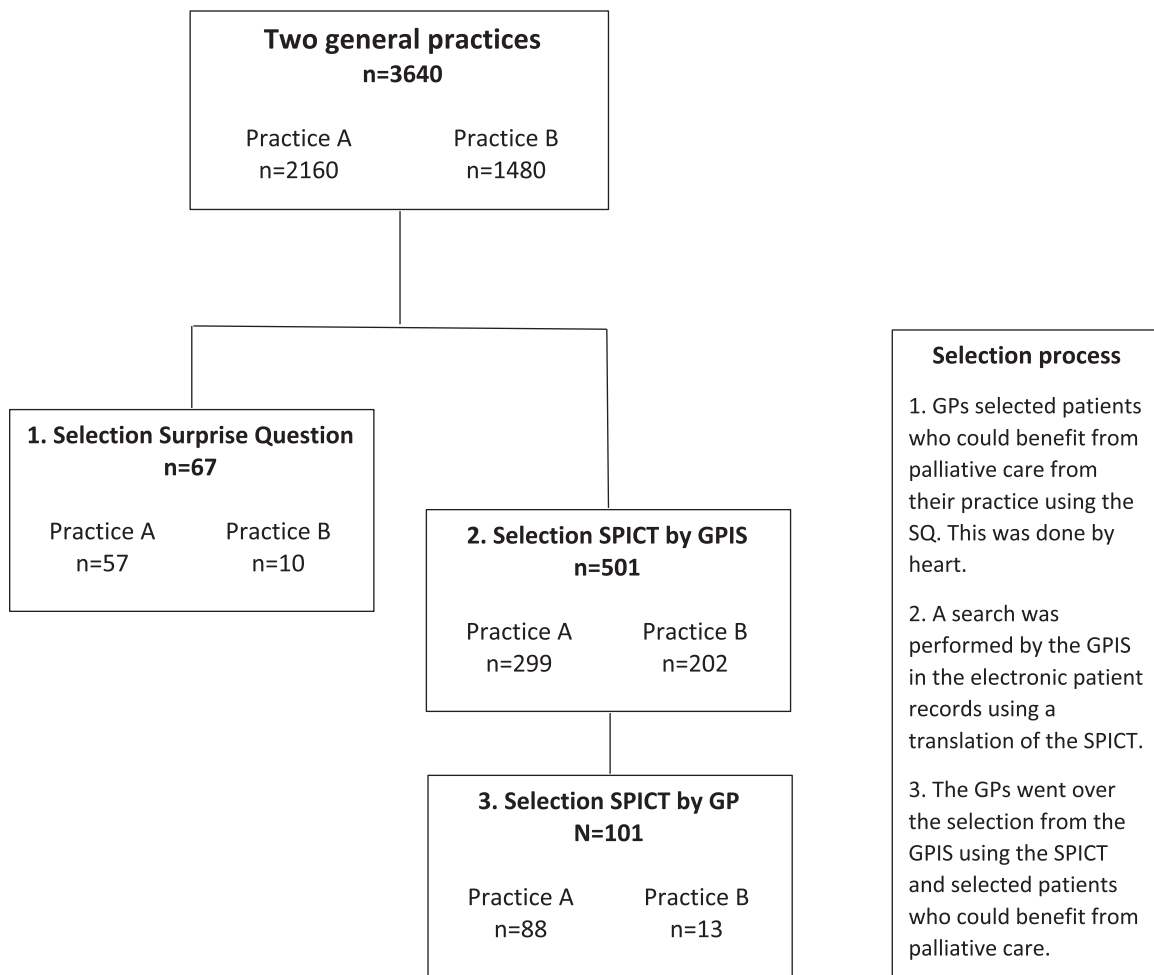 Two general practices
n=3640
Practice A Practice B
n=2160 n=1480
1. Selection Surprise Question
n=67
Practice A Practice B
n=57 n=10
2. Selection SPICT by GPIS
n=501
Practice A Practice B
n=299 n=202
3. Selection SPICT by GP
N=101
Practice A Practice B
n=88 n=13
Selection process
1. GPs selected patients
who could benefit from
palliative care from
their practice using the
SQ. This was done by
heart.
2. A search was
performed by the GPIS
in the electronic patient
records using a
translation of the SPICT.
3. The GPs went over
the selection from the
GPIS using the SPICT
and selected patients
who could benefit from
palliative care.